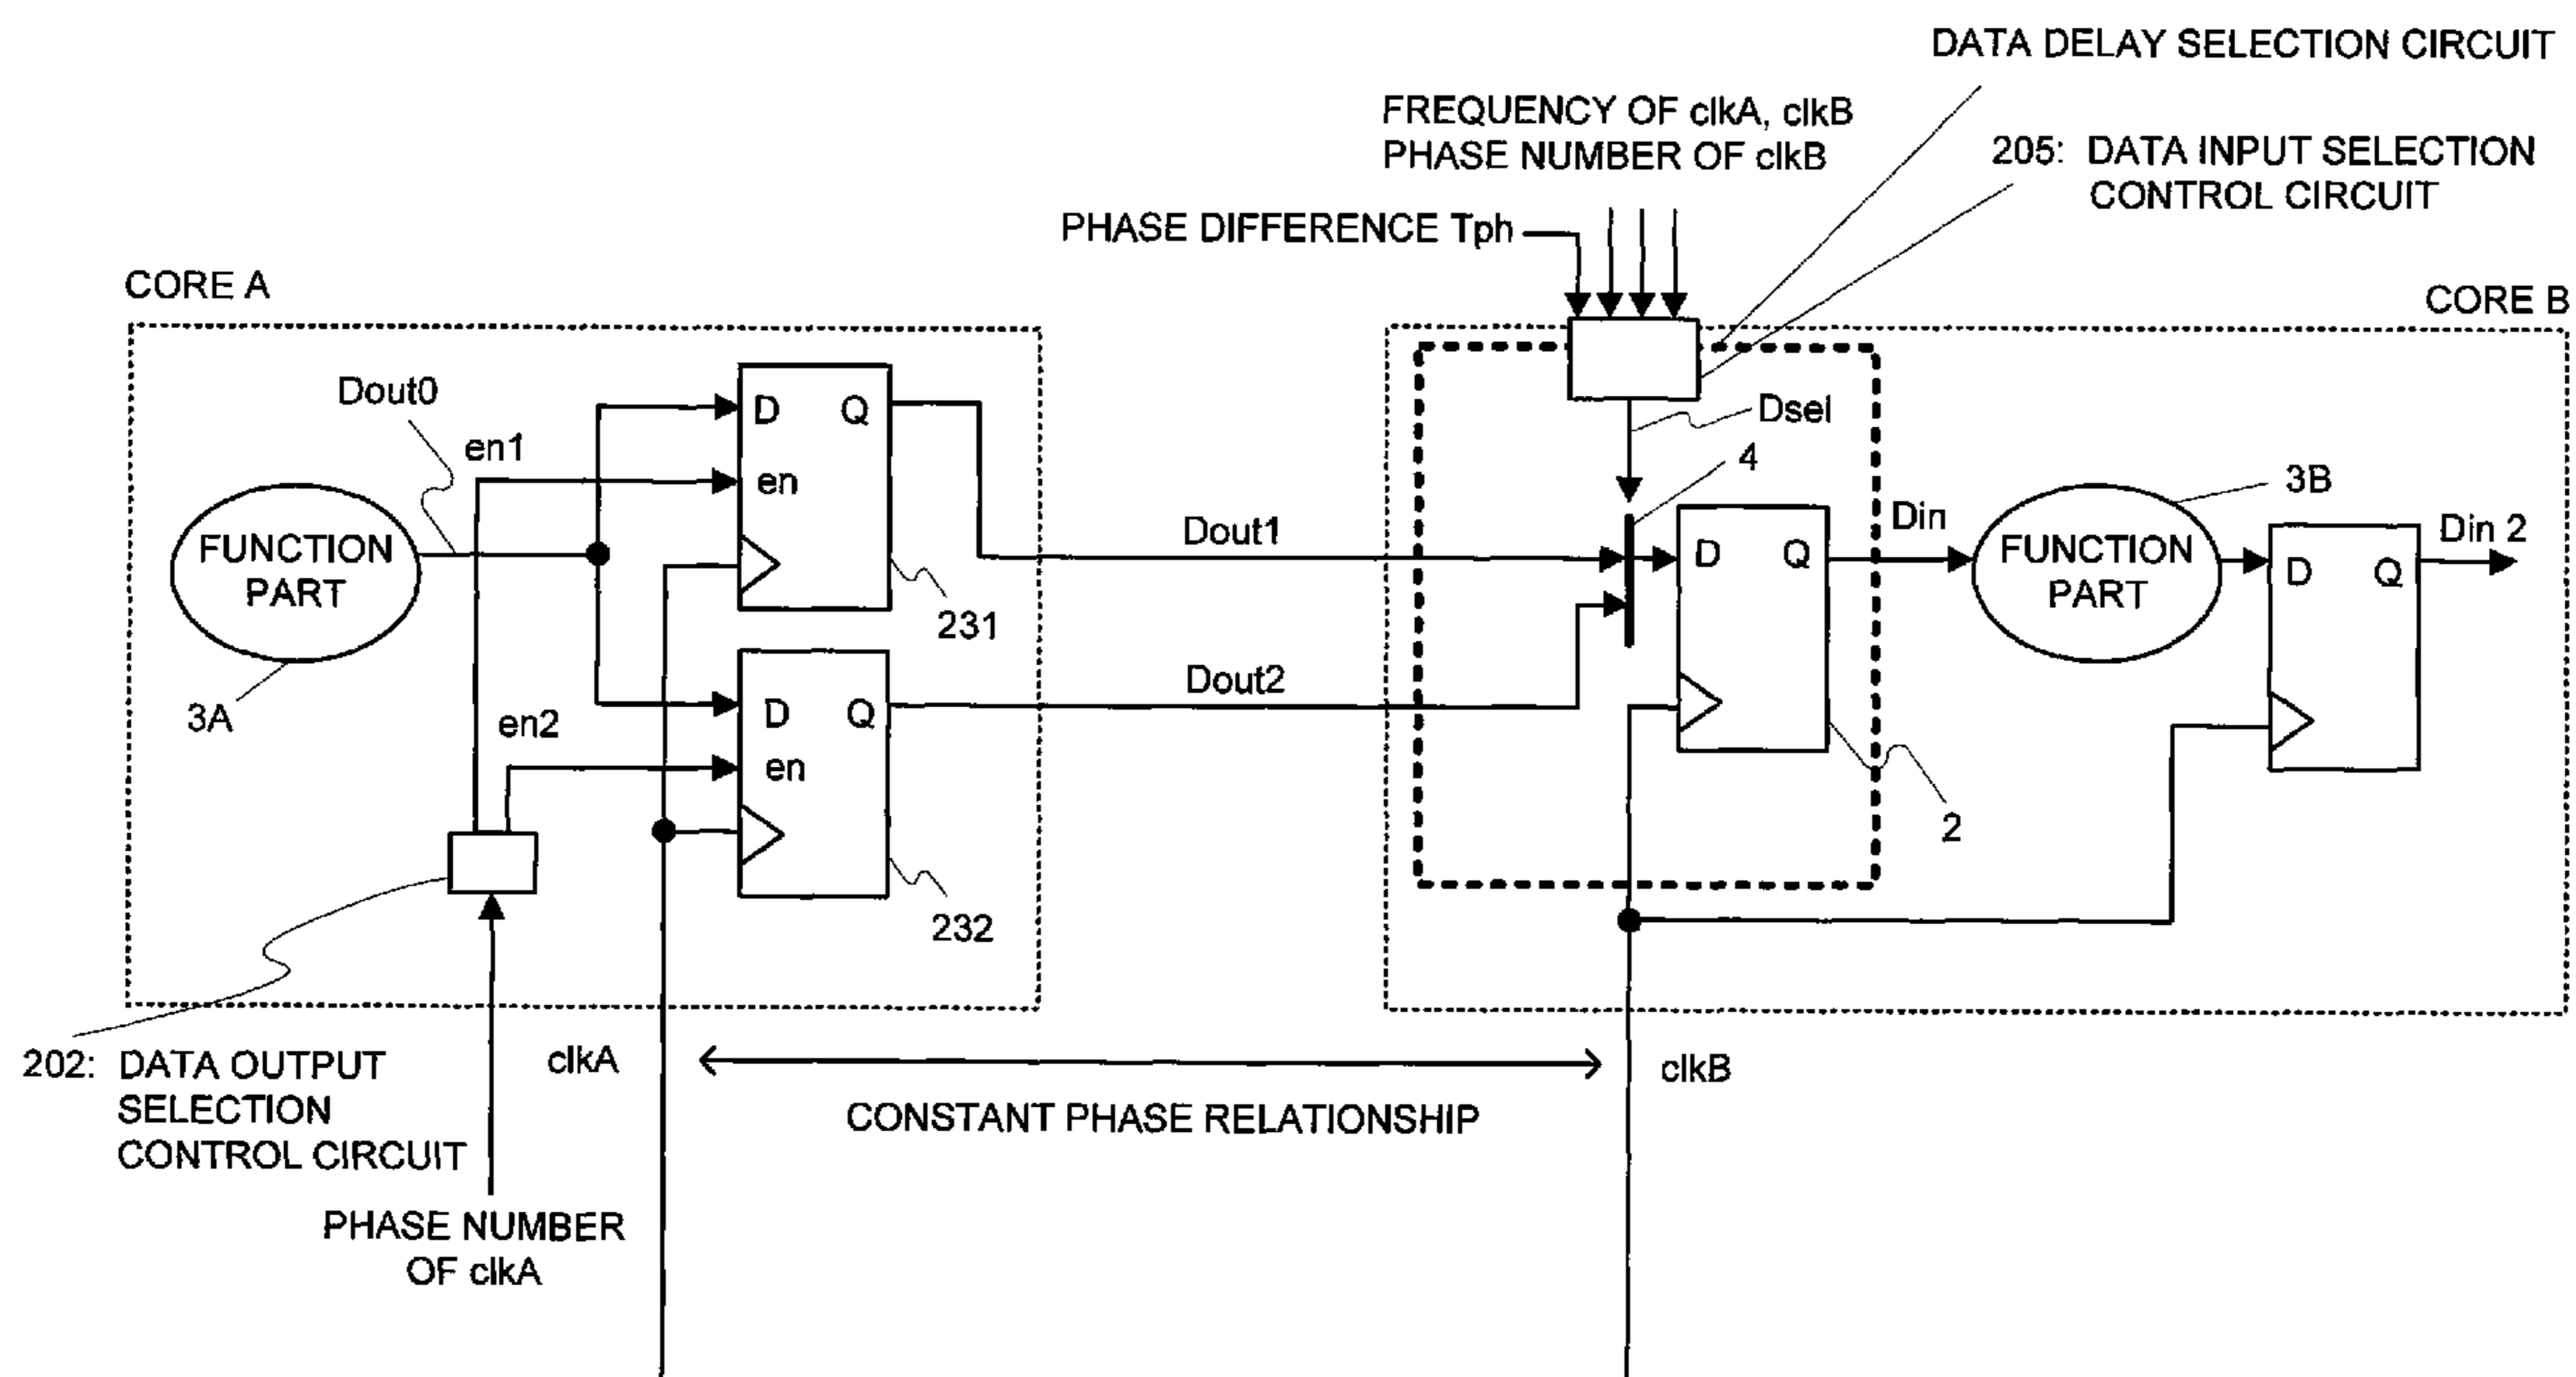 DATA DELAY SELECTION CIRCUIT
FREQUENCY OF clkA, clkB
PHASE NUMBER OF clkB
205: DATA INPUT SELECTION
CONTROL CIRCUIT
PHASE DIFFERENCE Tph
CORE A
CORE B
Dout0
en1
D Q
en
FUNCTION
PART
3A
231
en2
D Q
en
232
Dout1
Dout2
Dsel
4
D Q
2
Din
3B
FUNCTION
PART
D Q
Din 2
202: DATA OUTPUT
SELECTION
CONTROL CIRCUIT
clkA
clkB
CONSTANT PHASE RELATIONSHIP
PHASE NUMBER
OF clkA